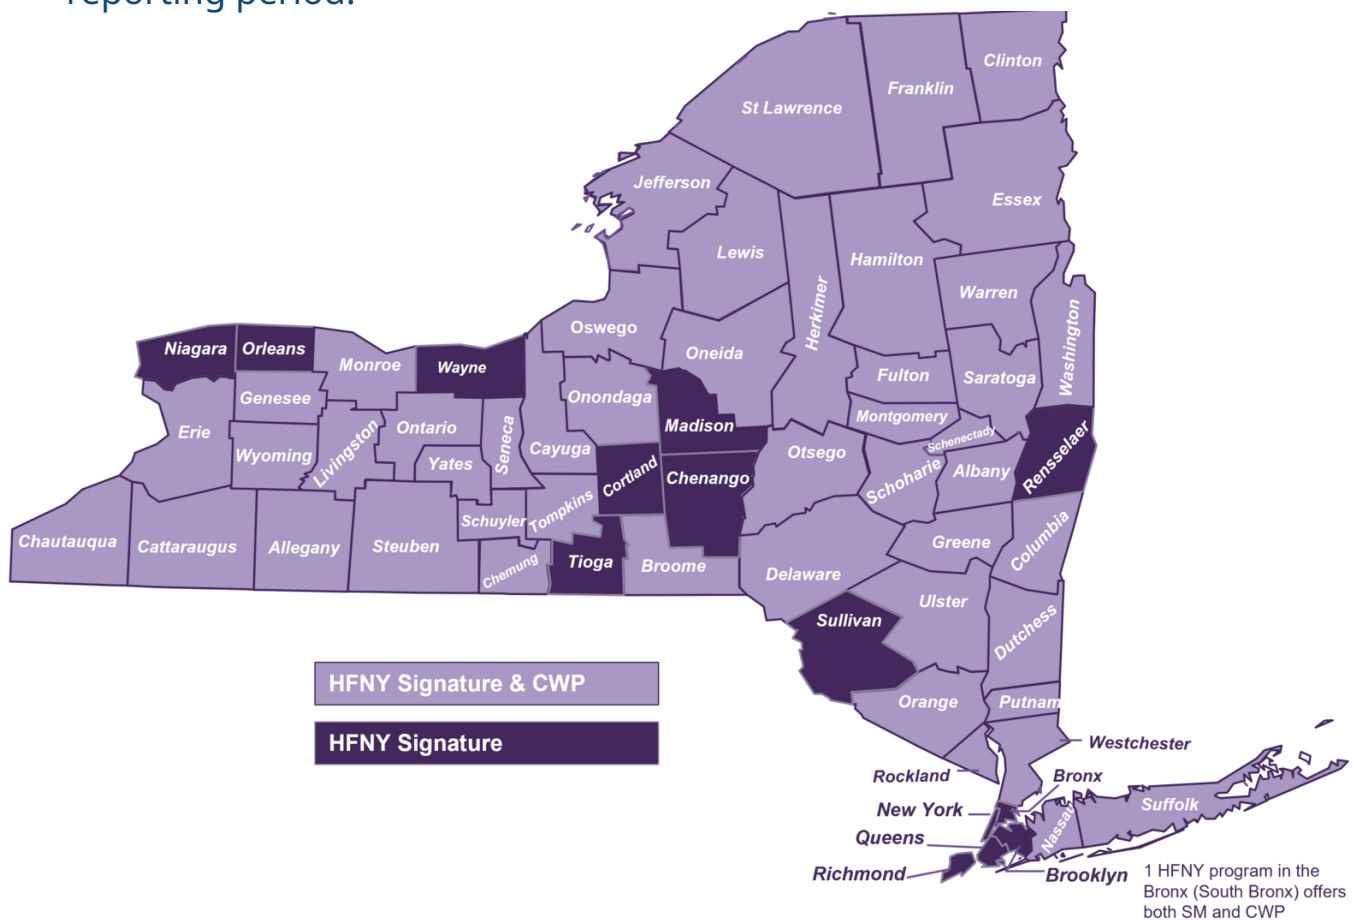 reporting period.
Clinton
Franklin
St Lawrence
Jefferson
Essex
Lewis
Hamilton
Herkimer
Warren
Washington
Oswego
Oneida
Niagara
Orleans
Monroe
Wayne
Fulton
Saratoga
Genesee
Onondaga
Madison
Montgomery
Erie
Ontario
Seneca
Cayuga
Schenectady
Wyoming
Livingston
Yates
Otsego
Schoharie
Albany
Rensselaer
Cortland
Chenango
Schuyler
Tompkins
Chautauqua
Cattaraugus
Allegany
Steuben
Chemung
Tioga
Broome
Delaware
Greene
Columbia
Ulster
Sullivan
Dutchess
HFNY Signature & CWP
HFNY Signature
Orange
Putnam
Westchester
Rockland
Bronx
New York
Suffolk
Nassau
Queens
Richmond
Brooklyn
1 HFNY program in the
Bronx (South Bronx) offers
both SM and CWP